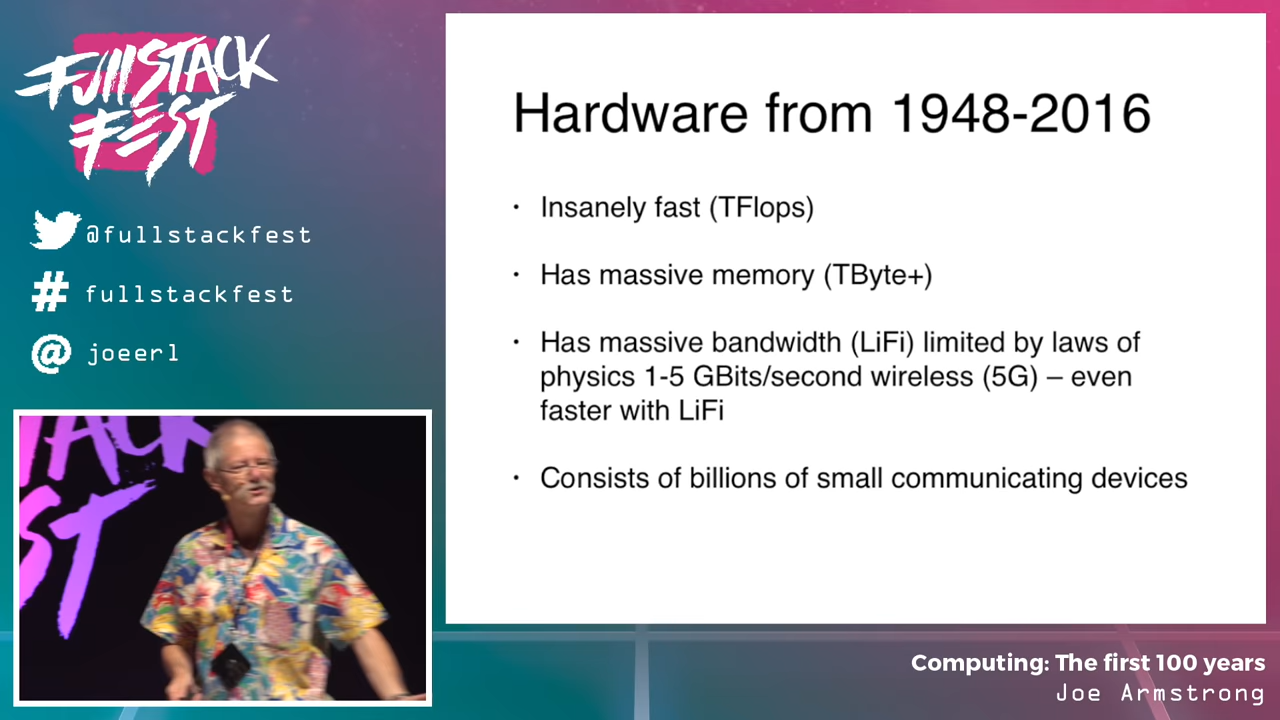 FullSTACK
FEST
@fullstackfest
# fullstackfest
@ joeerl
Hardware from 1948-2016
• Insanely fast (TFlops)
• Has massive memory (TByte+)
• Has massive bandwidth (LiFi) limited by laws of
physics 1-5 GBits/second wireless (5G) – even
faster with LiFi
• Consists of billions of small communicating devices
TACK
ST
Computing: The first 100 years
Joe Armstrong